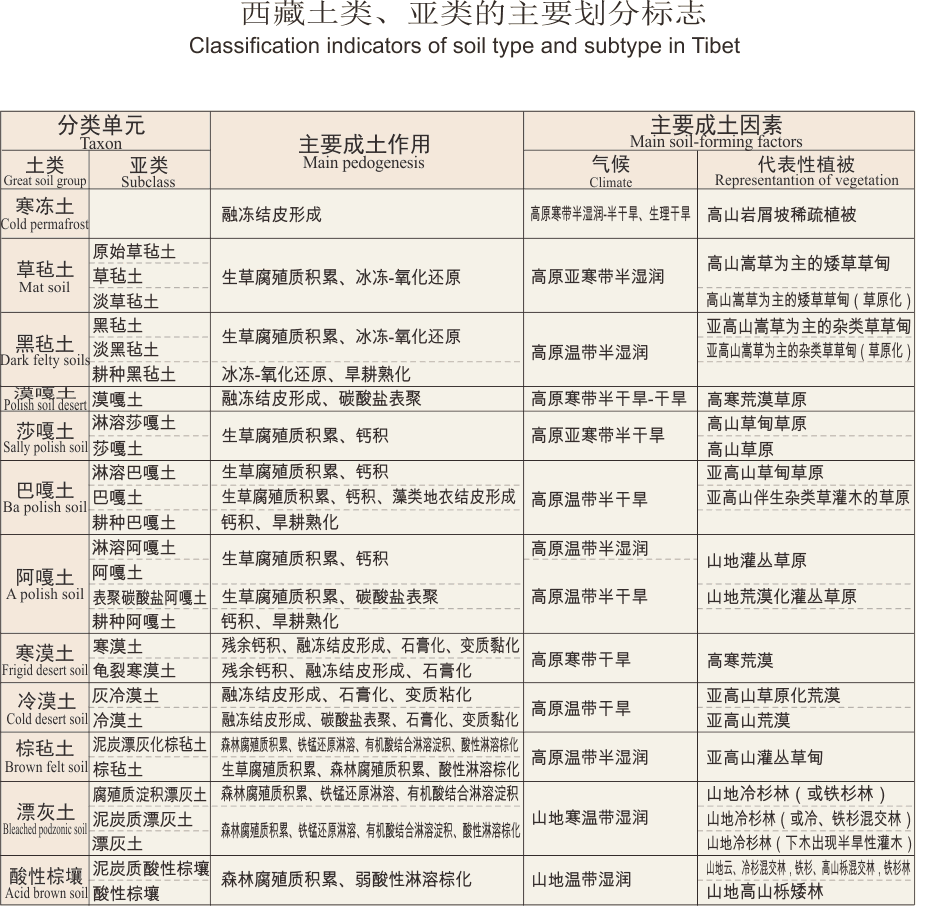 西藏土类、亚类的主要划分标志
Classification indicators of soil type and subtype in Tibet
分类单元
Taxon
主要成土作用
Main pedogenesis
主要成土因素
Main soil-forming factors
土类
Great soil group
亚类
Subclass
气候
Climate
代表性植被
Representantion of vegetation
寒冻土
Cold permafrost
融冻结皮形成
高原寒带半湿润-半干旱、生理干旱
高山岩屑坡稀疏植被
草毡土
Mat soil
原始草毡土
草毡土
淡草毡土
生草腐殖质积累、冰冻-氧化还原
高原亚寒带半湿润
高山嵩草为主的矮草草甸
高山嵩草为主的矮草草甸(草原化)
黑毡土
Dark felty soils
黑毡土
淡黑毡土
耕种黑毡土
生草腐殖质积累、冰冻-氧化还原
冰冻-氧化还原、旱耕熟化
高原温带半湿润
亚高山嵩草为主的杂类草草甸
亚高山嵩草为主的杂类草草甸(草原化)
漠嘎土
Polish soil desert
漠嘎土
融冻结皮形成、碳酸盐表聚
高原寒带半干旱-干旱
高寒荒漠草原
莎嘎土
Sally polish soil
淋溶莎嘎土
莎嘎土
生草腐殖质积累、钙积
高原亚寒带半干旱
高山草甸草原
高山草原
巴嘎土
Ba polish soil
淋溶巴嘎土
巴嘎土
耕种巴嘎土
生草腐殖质积累、钙积
生草腐殖质积累、钙积、藻类地衣结皮形成
钙积、旱耕熟化
高原温带半干旱
亚高山草甸草原
亚高山伴生杂类草灌木的草原
阿嘎土
A polish soil
淋溶阿嘎土
阿嘎土
表聚碳酸盐阿嘎土
耕种阿嘎土
生草腐殖质积累、钙积
生草腐殖质积累、碳酸盐表聚
钙积、旱耕熟化
高原温带半湿润
高原温带半干旱
山地灌丛草原
山地荒漠化灌丛草原
寒漠土
Frigid desert soil
寒漠土
龟裂寒漠土
残余钙积、融冻结皮形成、石膏化、变质黏化
残余钙积、融冻结皮形成、石膏化
高原寒带干旱
高寒荒漠
冷漠土
Cold desert soil
灰冷漠土
冷漠土
融冻结皮形成、石膏化、变质粘化
融冻结皮形成、碳酸盐表聚、石膏化、变质黏化
高原温带干旱
亚高山草原化荒漠
亚高山荒漠
棕毡土
Brown felt soil
泥炭漂灰化棕毡土
棕毡土
森林腐殖质积累、铁锰还原淋溶、有机酸结合淋溶淀积、酸性淋溶棕化
生草腐殖质积累、森林腐殖质积累、酸性淋溶棕化
高原温带半湿润
亚高山灌丛草甸
漂灰土
Bleached podzonic soil
腐殖质淀积漂灰土
泥炭质漂灰土
漂灰土
森林腐殖质积累、铁锰还原淋溶、有机酸结合淋溶淀积
森林腐殖质积累、铁锰还原淋溶、有机酸结合淋溶淀积、酸性淋溶棕化
山地寒温带湿润
山地冷杉林(或铁杉林)
山地冷杉林(或冷、铁杉混交林)
山地冷杉林(下木出现半旱性灌木)
酸性棕壤
Acid brown soil
泥炭质酸性棕壤
酸性棕壤
森林腐殖质积累、弱酸性淋溶棕化
山地温带湿润
山地云、冷杉混交林,铁杉、高山栎混交林,铁杉林
山地高山栎矮林